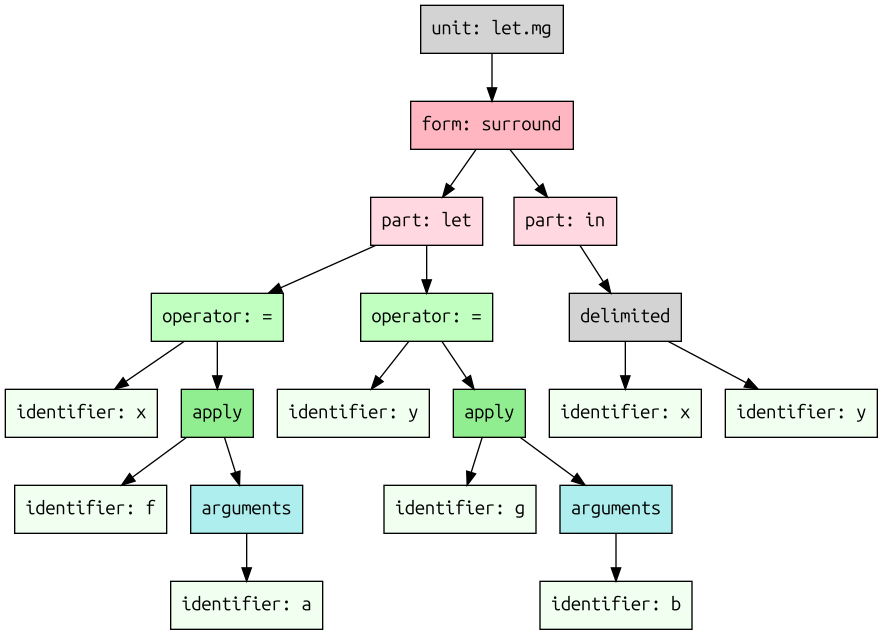 unit: let.mg
form: surround
part: let
part: in
operator: =
operator: =
delimited
identifier: x
apply
identifier: y
apply
identifier: x
identifier: y
identifier: f
arguments
identifier: g
arguments
identifier: a
identifier: b